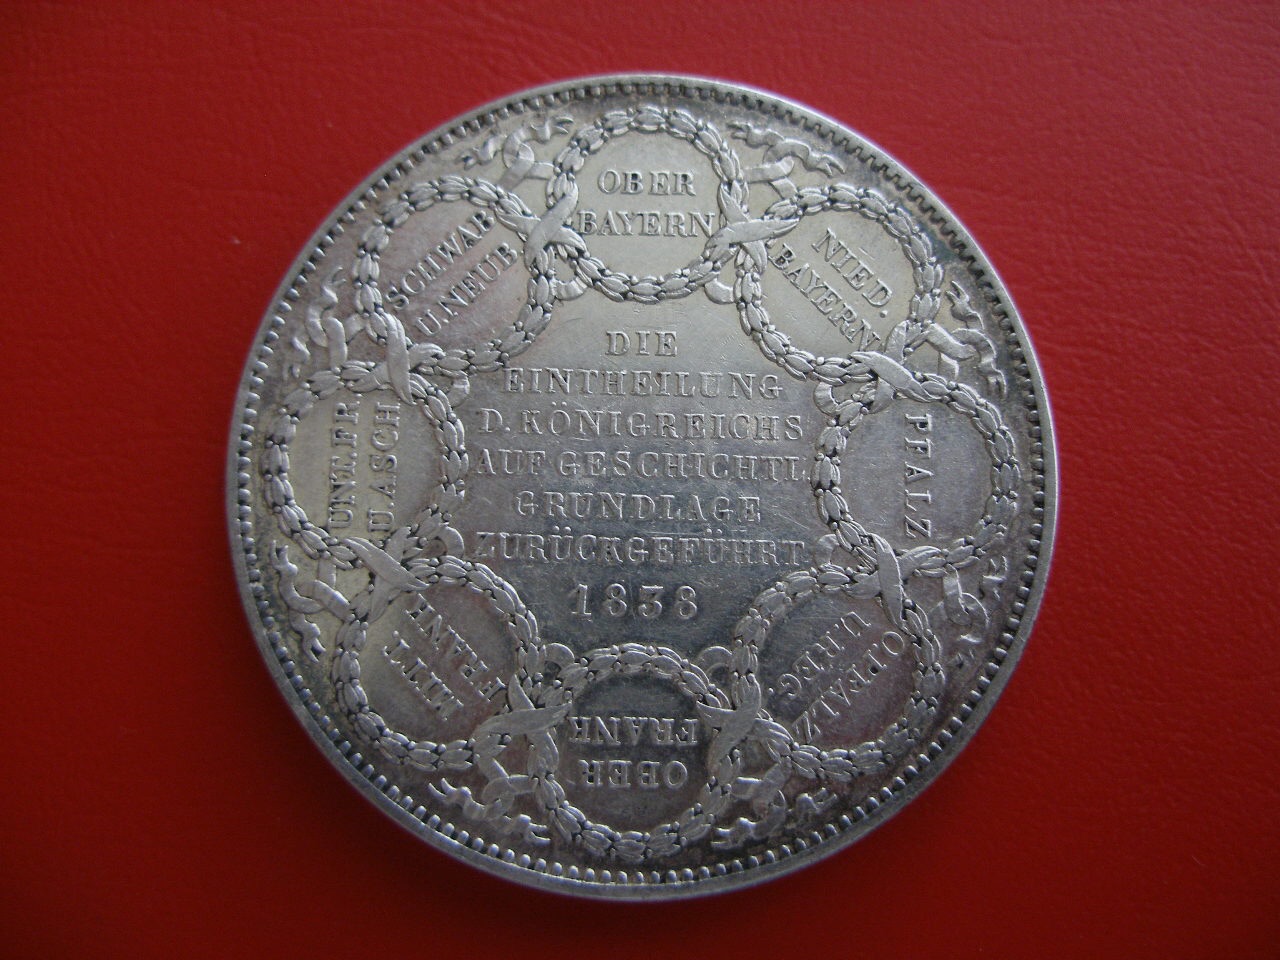 OBER
BAYERN
NIED.
BAYERN
PFALZ
O.PFALZ
U.REG.
OBER
FRANK
MITT.
FRANK
UNT.FR.
U.ASCH
SCHWAB
U.NEUB
DIE
EINTHEILUNG
D.KÖNIGREICHS
AUF GESCHICHTL.
GRUNDLAGE
ZURÜCKGEFÜHRT
1838